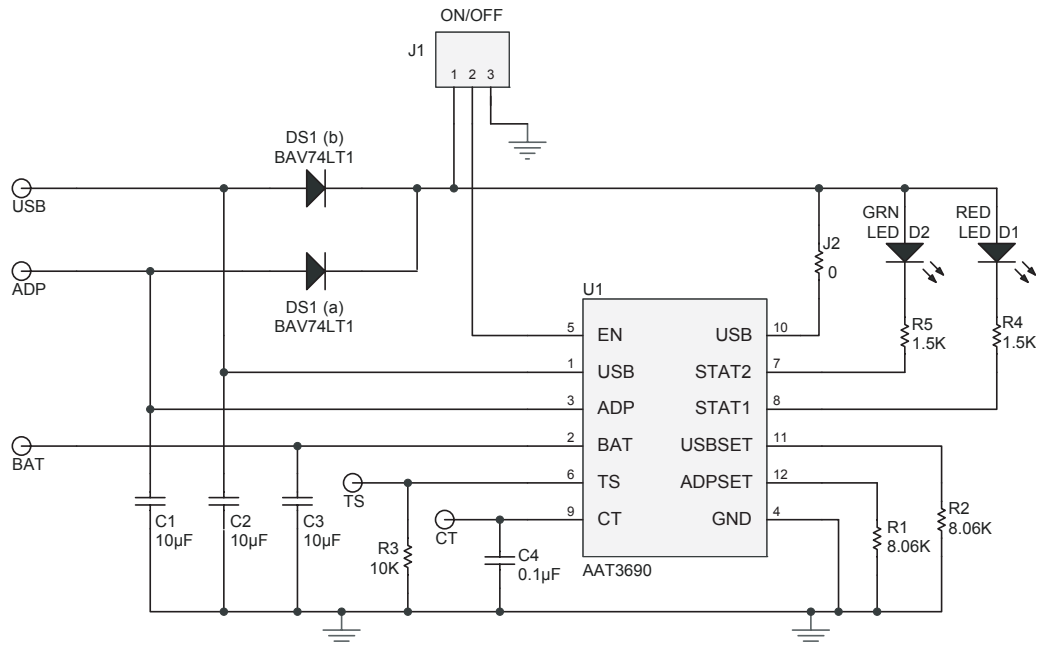 ON/OFF
J1
1 2 3
DS1 (b)
BAV74LT1
USB
ADP
DS1 (a)
BAV74LT1
GRN
LED D2
RED
LED D1
J2
0
U1
R5
1.5K
R4
1.5K
5 EN USB 10
1 USB STAT2 7
3 ADP STAT1 8
2 BAT USBSET 11
6 TS ADPSET 12
9 CT GND 4
BAT
TS
CT
C1
10µF
C2
10µF
C3
10µF
R3
10K
C4
0.1µF
AAT3690
R1
8.06K
R2
8.06K